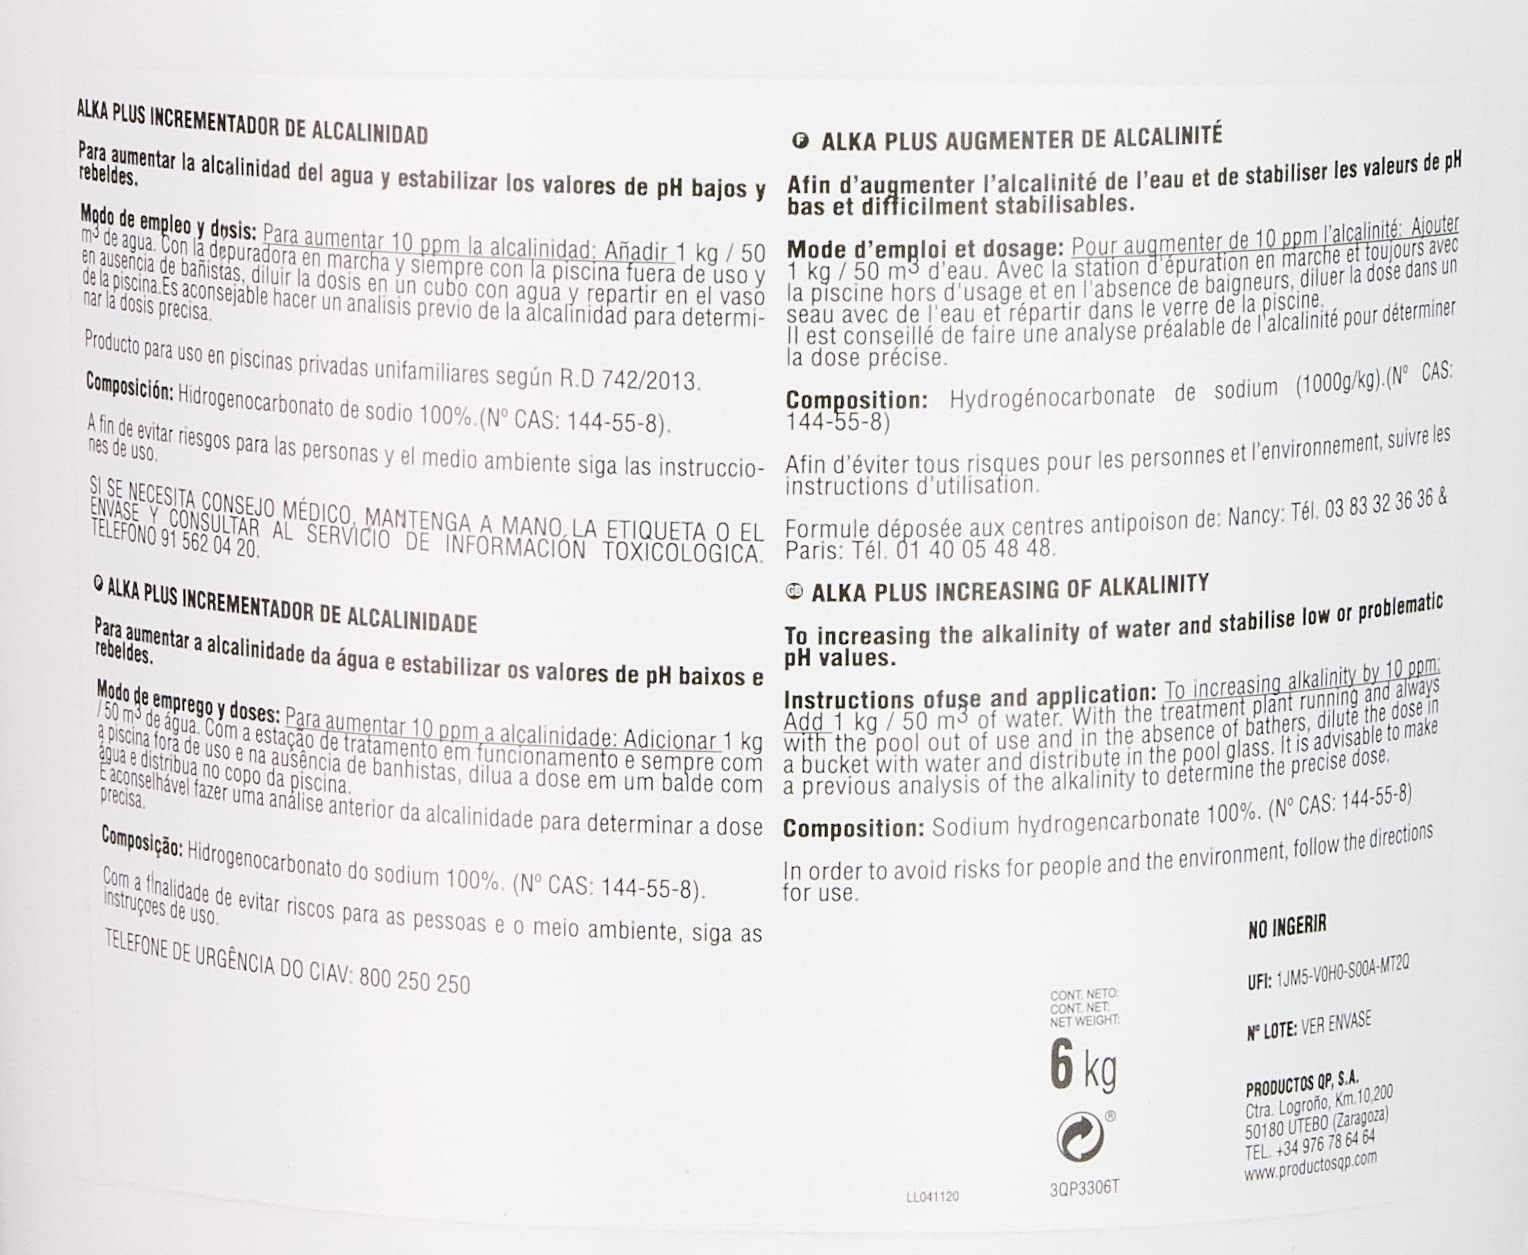 ALKA PLUS INCREMENTADOR DE ALCALINIDAD
Para aumentar la alcalinidad del agua y estabilizar los valores de pH bajos y
rebeldes.
Modo de empleo y dosis: Para aumentar 10 ppm la alcalinidad: Añadir 1 kg / 50
m³ de agua. Con la depuradora en marcha y siempre con la piscina fuera de uso y
en ausencia de bañistas, diluir la dosis en un cubo con agua y repartir en el vaso
de la piscina.Es aconsejable hacer un analisis previo de la alcalinidad para determi-
nar la dosis precisa.
Producto para uso en piscinas privadas unifamiliares según R.D 742/2013.
Composición: Hidrogenocarbonato de sodio 100%.(Nº CAS: 144-55-8).
A fin de evitar riesgos para las personas y el medio ambiente siga las instruccio-
nes de uso.
SI SE NECESITA CONSEJO MÉDICO, MANTENGA A MANO LA ETIQUETA O EL
ENVASE Y CONSULTAR AL SERVICIO DE INFORMACIÓN TOXICOLOGICA.
TELEFONO 91 562 04 20.
P ALKA PLUS INCREMENTADOR DE ALCALINIDADE
Para aumentar a alcalinidade da água e estabilizar os valores de pH baixos e
rebeldes.
Modo de emprego y doses: Para aumentar 10 ppm a alcalinidade: Adicionar 1 kg
/ 50 m³ de água. Com a estação de tratamento em funcionamento e sempre com
a piscina fora de uso e na ausência de banhistas, dilua a dose em um balde com
água e distribua no copo da piscina.
E aconselhável fazer uma análise anterior da alcalinidade para determinar a dose
precisa.
Composição: Hidrogenocarbonato do sodium 100%. (Nº CAS: 144-55-8).
Com a finalidade de evitar riscos para as pessoas e o meio ambiente, siga as
instruçoes de uso.
TELEFONE DE URGÊNCIA DO CIAV: 800 250 250
F ALKA PLUS AUGMENTER DE ALCALINITÉ
Afin d'augmenter l'alcalinité de l'eau et de stabiliser les valeurs de pH
bas et difficilment stabilisables.
Mode d'emploi et dosage: Pour augmenter de 10 ppm l'alcalinité: Ajouter
1 kg / 50 m³ d'eau. Avec la station d'épuration en marche et toujours avec
la piscine hors d'usage et en l'absence de baigneurs, diluer la dose dans un
seau avec de l'eau et répartir dans le verre de la piscine.
Il est conseillé de faire une analyse préalable de l'alcalinité pour déterminer
la dose précise.
Composition: Hydrogénocarbonate de sodium (1000g/kg).(Nº CAS:
144-55-8)
Afin d'éviter tous risques pour les personnes et l'environnement, suivre les
instructions d'utilisation.
Formule déposée aux centres antipoison de: Nancy: Tél. 03 83 32 36 36 &
Paris: Tél. 01 40 05 48 48.
GB ALKA PLUS INCREASING OF ALKALINITY
To increasing the alkalinity of water and stabilise low or problematic
pH values.
Instructions ofuse and application: To increasing alkalinity by 10 ppm:
Add 1 kg / 50 m³ of water. With the treatment plant running and always
with the pool out of use and in the absence of bathers, dilute the dose in
a bucket with water and distribute in the pool glass. It is advisable to make
a previous analysis of the alkalinity to determine the precise dose.
Composition: Sodium hydrogencarbonate 100%. (Nº CAS: 144-55-8)
In order to avoid risks for people and the environment, follow the directions
for use.
NO INGERIR
UFI: 1JM5-V0H0-S00A-MT2Q
Nº LOTE: VER ENVASE
CONT. NETO:
CONT. NET:
NET WEIGHT:
6 kg
®
3QP3306T
LL041120
PRODUCTOS QP, S.A.
Ctra. Logroño, Km.10,200
50180 UTEBO (Zaragoza)
TEL. +34 976 78 64 64
www.productosqp.com